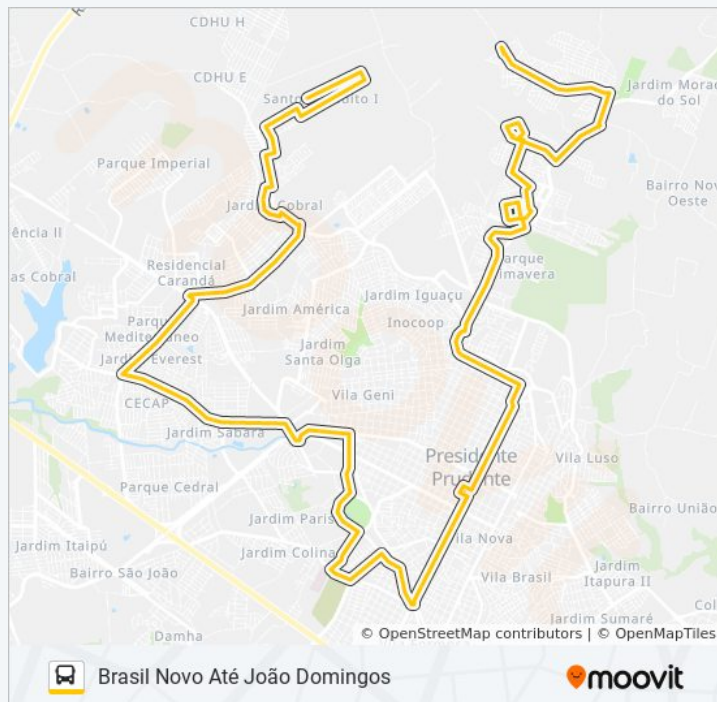 CDHU H
CDHU E
Jardim Mora
do Sol
Parque Imperial
Bairro Nov
Oeste
Jardim Cobral
ência II
as Cobral
Residencial
Carandá
Jardim Iguaçu
Jardim América
Inocoop
Jardim Everest
Jardim
Santa Olga
CECAP
Vila Geni
Jardim Sabará
Presidente
Prudente
Vila Luso
Parque Cedral
Bairro União
Jardim Paris
Vila Nova
Jardim Itaipú
Jardim Colina
Bairro São João
Vila Brasil
Jardim
Itapura II
Damha
Jardim Sumaré
© OpenStreetMap contributors | © OpenMapTiles
Brasil Novo Até João Domingos
moovit